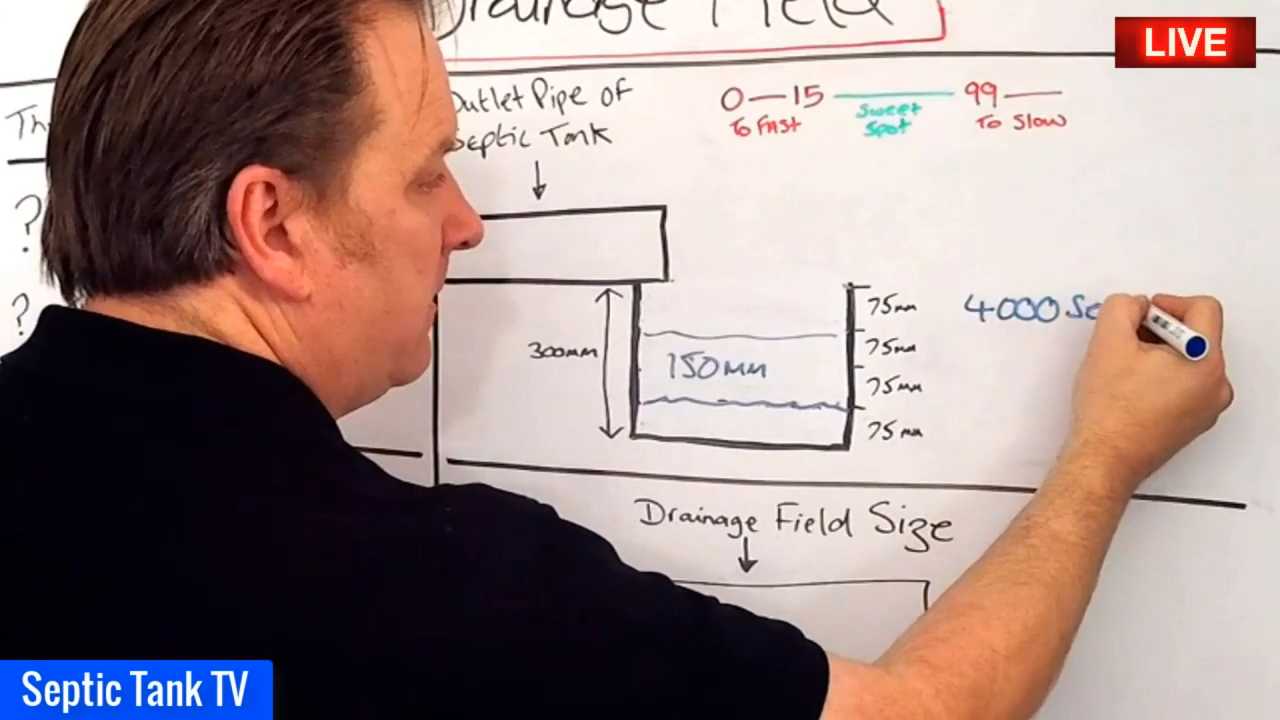 Drainage Field
LIVE
Outlet Pipe of
Septic Tank
0—15
To Fast
Sweet
Spot
99
To Slow
?
?
300mm
150mm
75mm
75mm
75mm
75mm
4000
Drainage Field Size
Septic Tank TV